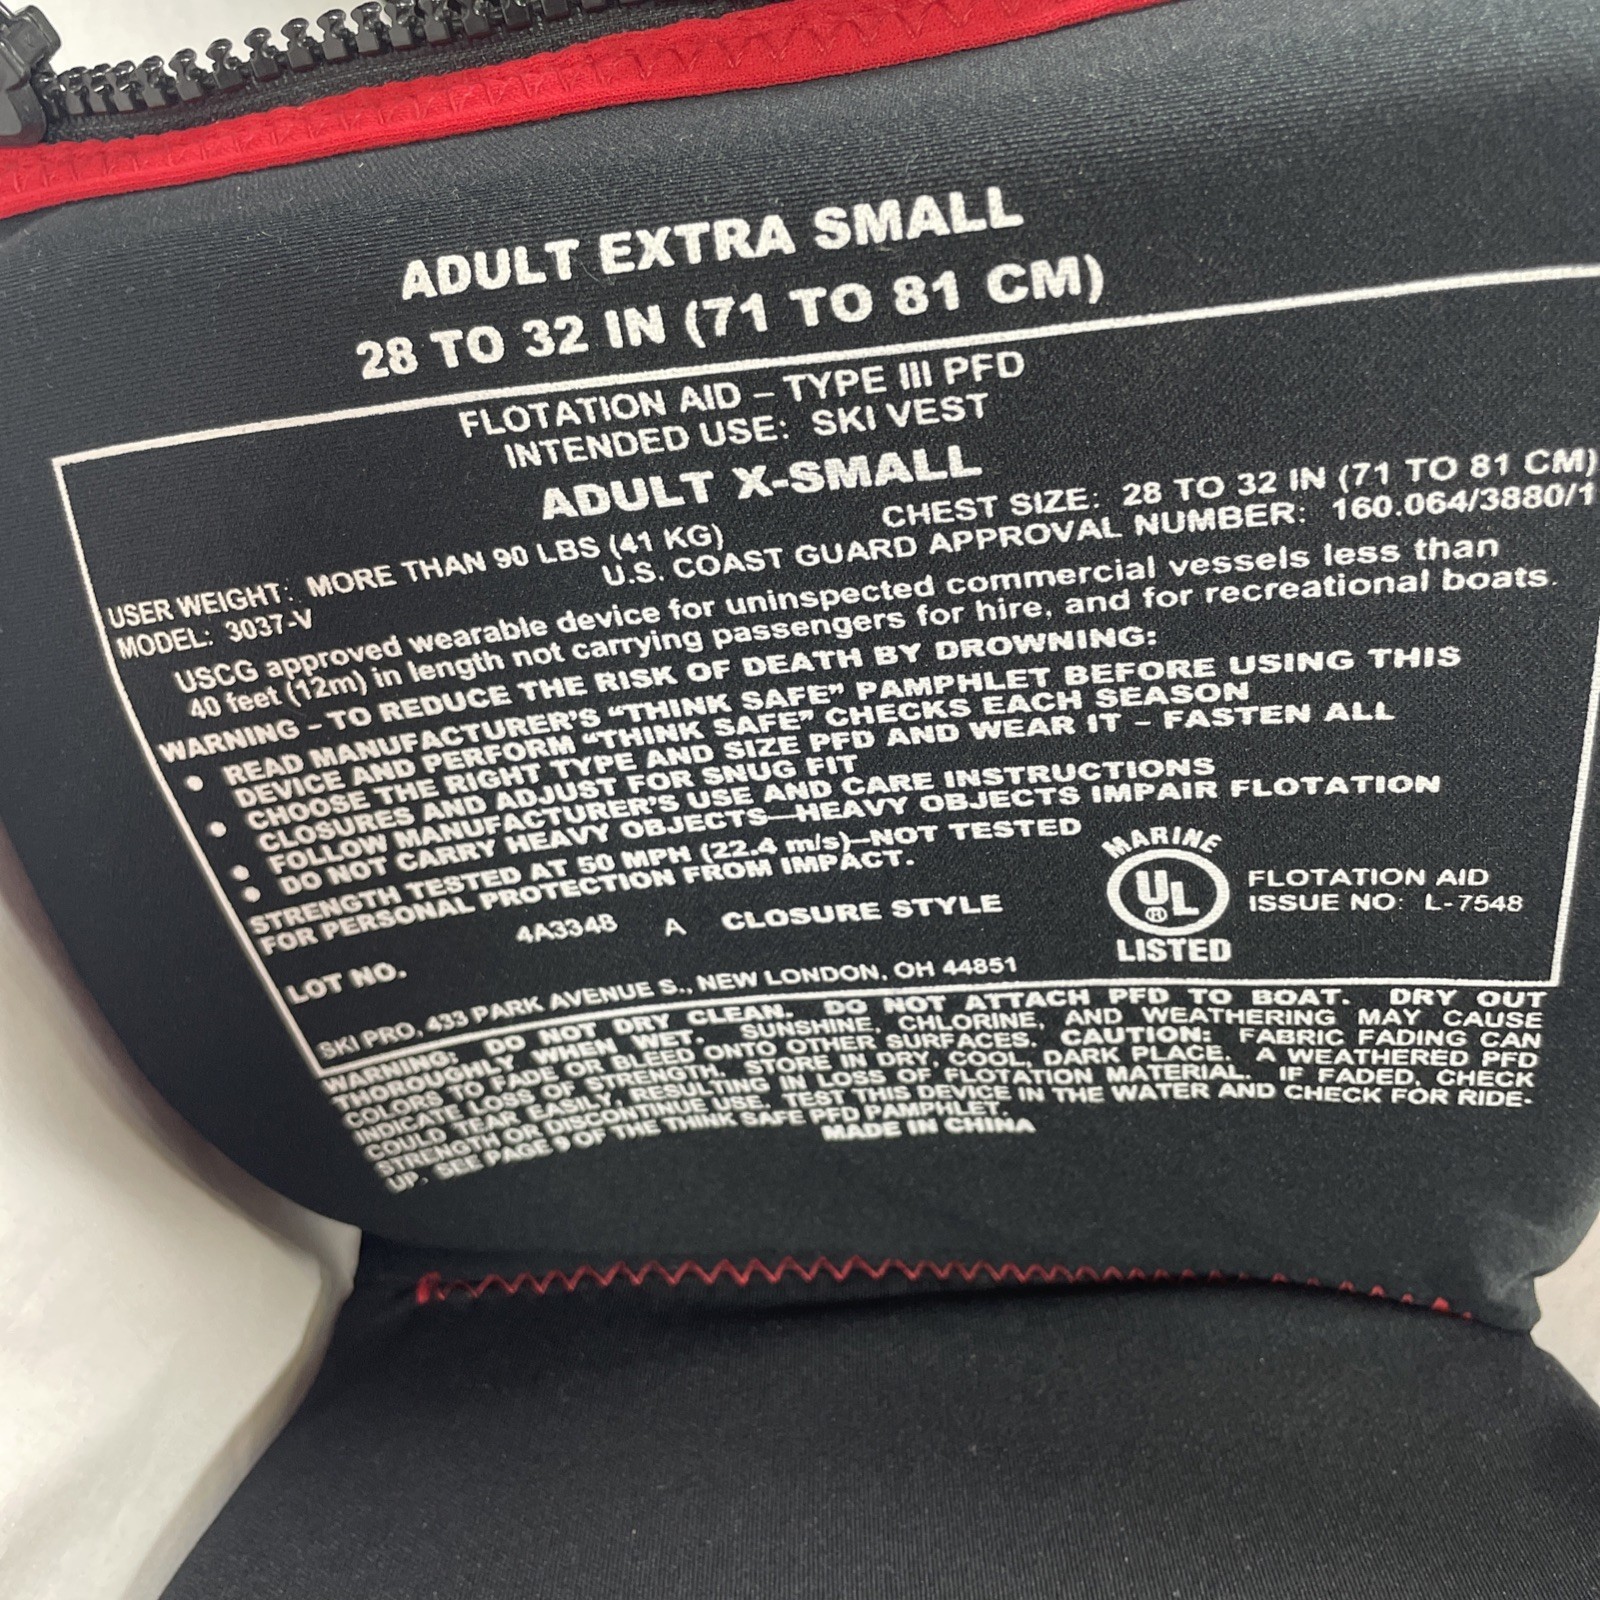 ADULT EXTRA SMALL
28 TO 32 IN (71 TO 81 CM)
FLOTATION AID – TYPE III PFD
INTENDED USE: SKI VEST
ADULT X-SMALL
USER WEIGHT: MORE THAN 90 LBS (41 KG) CHEST SIZE: 28 TO 32 IN (71 TO 81 CM)
MODEL: 3037-V U.S. COAST GUARD APPROVAL NUMBER: 160.064/3880/1
USCG approved wearable device for uninspected commercial vessels less than
40 feet (12m) in length not carrying passengers for hire, and for recreational boats.
WARNING – TO REDUCE THE RISK OF DEATH BY DROWNING:
• READ MANUFACTURER'S "THINK SAFE" PAMPHLET BEFORE USING THIS
DEVICE AND PERFORM "THINK SAFE" CHECKS EACH SEASON
• CHOOSE THE RIGHT TYPE AND SIZE PFD AND WEAR IT – FASTEN ALL
CLOSURES AND ADJUST FOR SNUG FIT
• FOLLOW MANUFACTURER'S USE AND CARE INSTRUCTIONS
• DO NOT CARRY HEAVY OBJECTS—HEAVY OBJECTS IMPAIR FLOTATION
STRENGTH TESTED AT 50 MPH (22.4 m/s)–NOT TESTED
FOR PERSONAL PROTECTION FROM IMPACT.
MARINE
UL ®
LISTED
FLOTATION AID
ISSUE NO: L-7548
LOT NO. 4A3348 A CLOSURE STYLE
SKI PRO, 433 PARK AVENUE S., NEW LONDON, OH 44851
WARNING: DO NOT DRY CLEAN. DO NOT ATTACH PFD TO BOAT. DRY OUT
THOROUGHLY WHEN WET. SUNSHINE, CHLORINE, AND WEATHERING MAY CAUSE
COLORS TO FADE OR BLEED ONTO OTHER SURFACES. CAUTION: FABRIC FADING CAN
INDICATE LOSS OF STRENGTH. STORE IN DRY, COOL, DARK PLACE. A WEATHERED PFD
COULD TEAR EASILY, RESULTING IN LOSS OF FLOTATION MATERIAL. IF FADED, CHECK
STRENGTH OR DISCONTINUE USE. TEST THIS DEVICE IN THE WATER AND CHECK FOR RIDE-
UP. SEE PAGE 9 OF THE THINK SAFE PFD PAMPHLET.
MADE IN CHINA